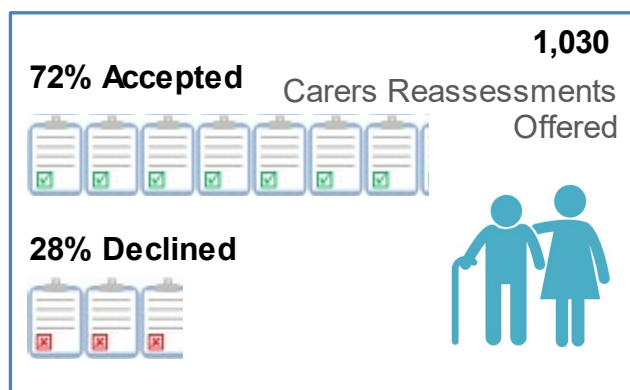 1,030
72% Accepted
Carers Reassessments
Offered
28% Declined